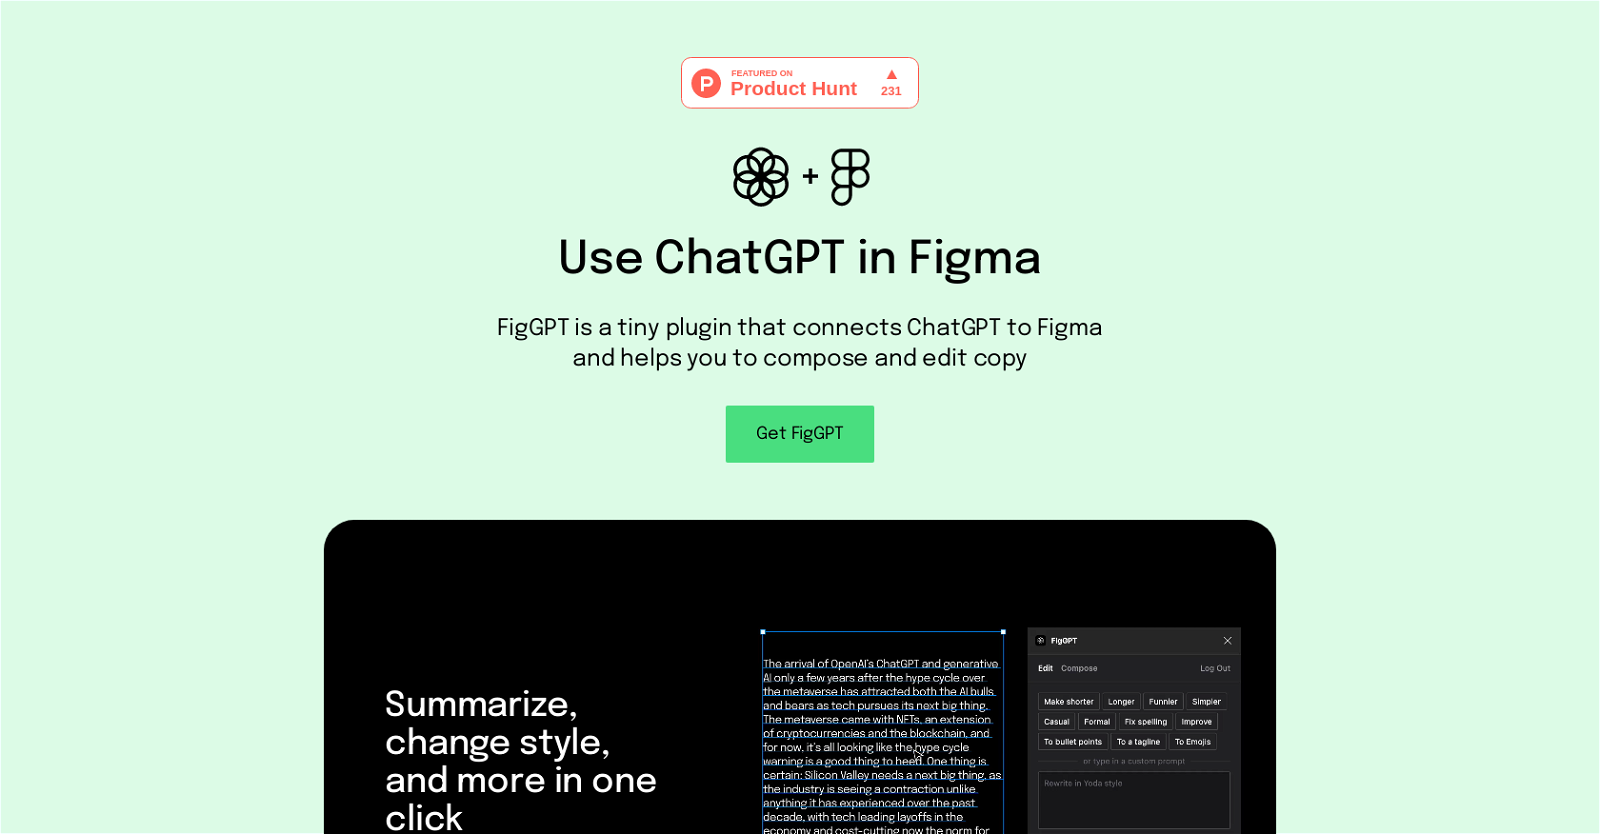 FEATURED ON
Product Hunt
231
+
Use ChatGPT in Figma
FigGPT is a tiny plugin that connects ChatGPT to Figma
and helps you to compose and edit copy
Get FigGPT
Summarize,
change style,
and more in one
click
The arrival of OpenAI's ChatGPT and generative
AI only a few years after the hype cycle over
the metaverse has attracted both the AI bulls
and bears as tech pursues its next big thing.
The metaverse came with NFTs, an extension
of cryptocurrencies and the blockchain, and
for now, it's all looking like the hype cycle
warning is a good thing to heed. One thing is
certain: Silicon Valley needs a next big thing, as
the industry is seeing a contraction unlike
anything it has experienced over the past
decade, with tech leading layoffs in the
economy and cost-cutting now the norm for
FigGPT
Edit Compose Log Out
Make shorter Longer Funnier Simpler
Casual Formal Fix spelling Improve
To bullet points To a tagline To Emojis
or type in a custom prompt
Rewrite in Yoda style